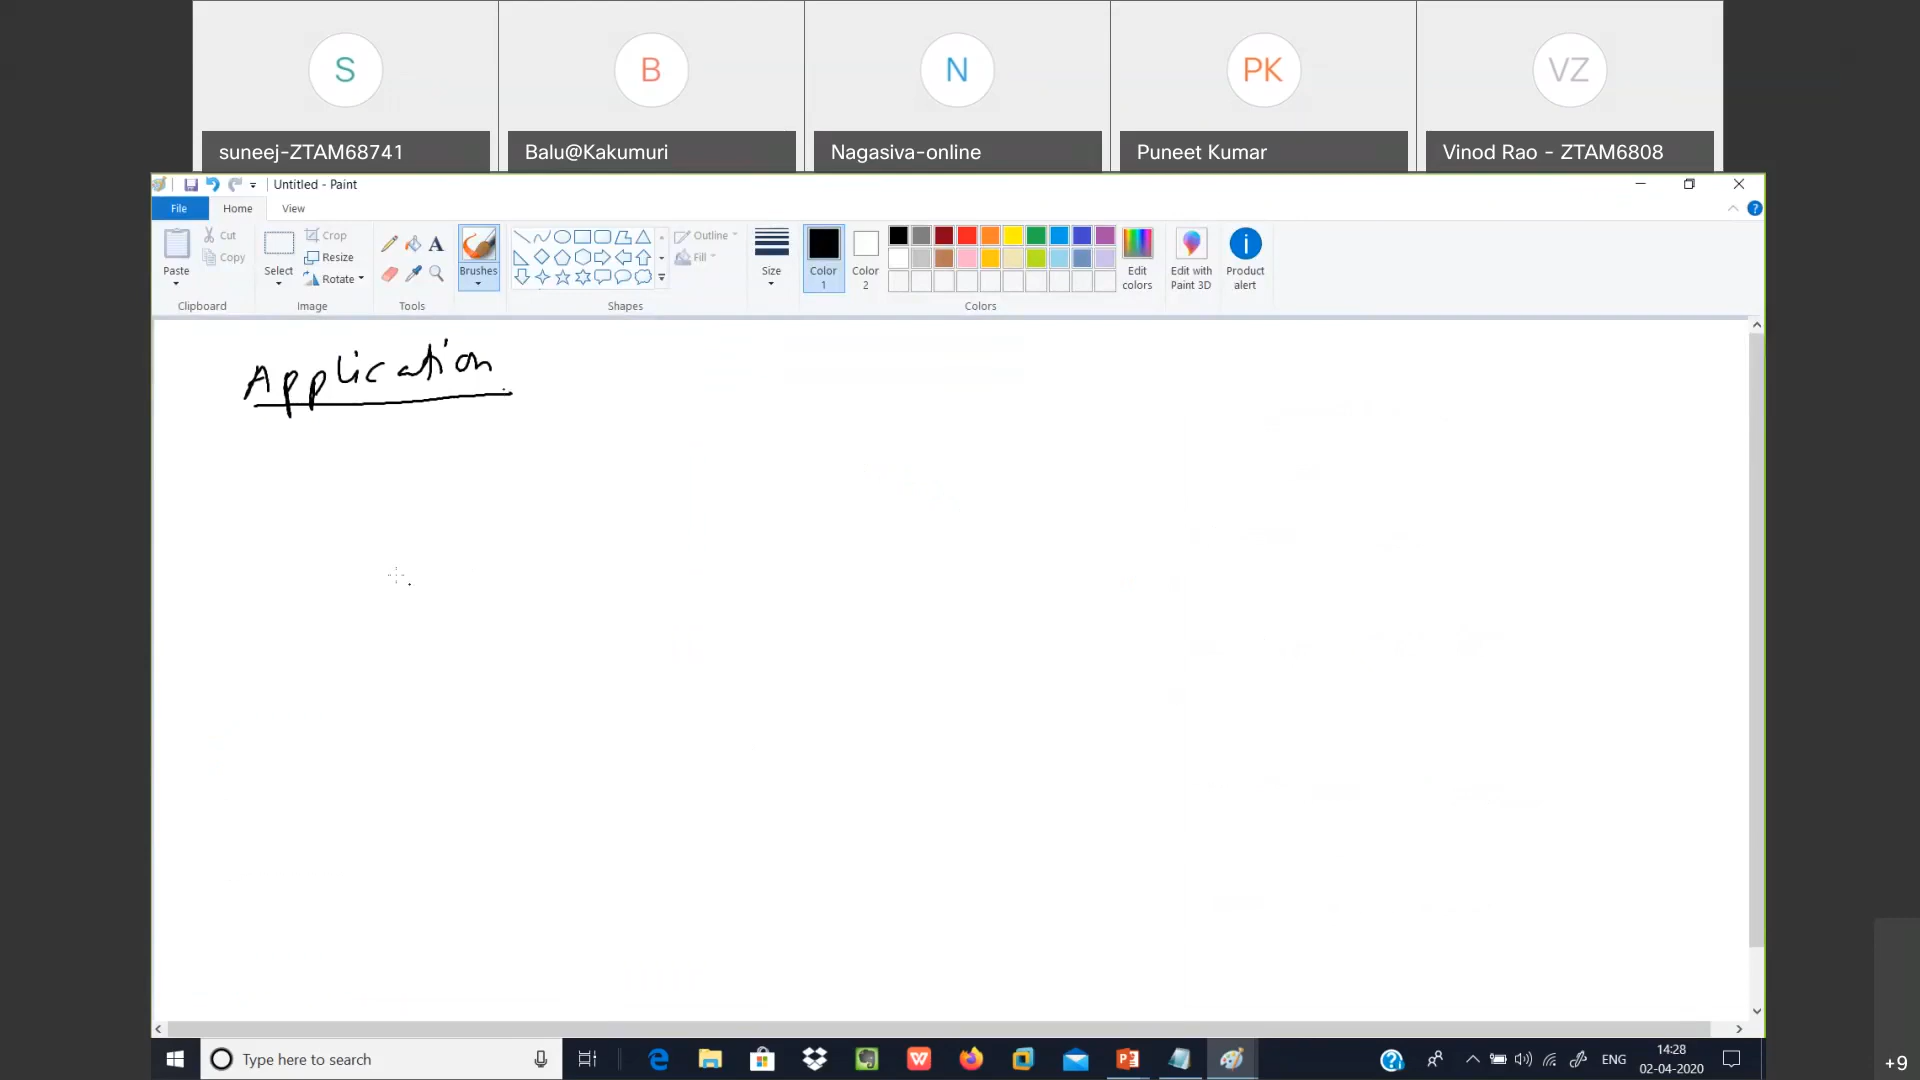 S B N PK VZ
suneej-ZTAM68741 Balu@Kakumuri Nagasiva-online Puneet Kumar Vinod Rao - ZTAM6808
Untitled - Paint
File Home View
Paste Cut Copy Select Crop Resize Rotate A Brushes Outline Fill Size Color 1 Color 2 Edit colors Edit with Paint 3D Product alert
Clipboard Image Tools Shapes Colors
Application
Type here to search ENG 14:28
02-04-2020
+9